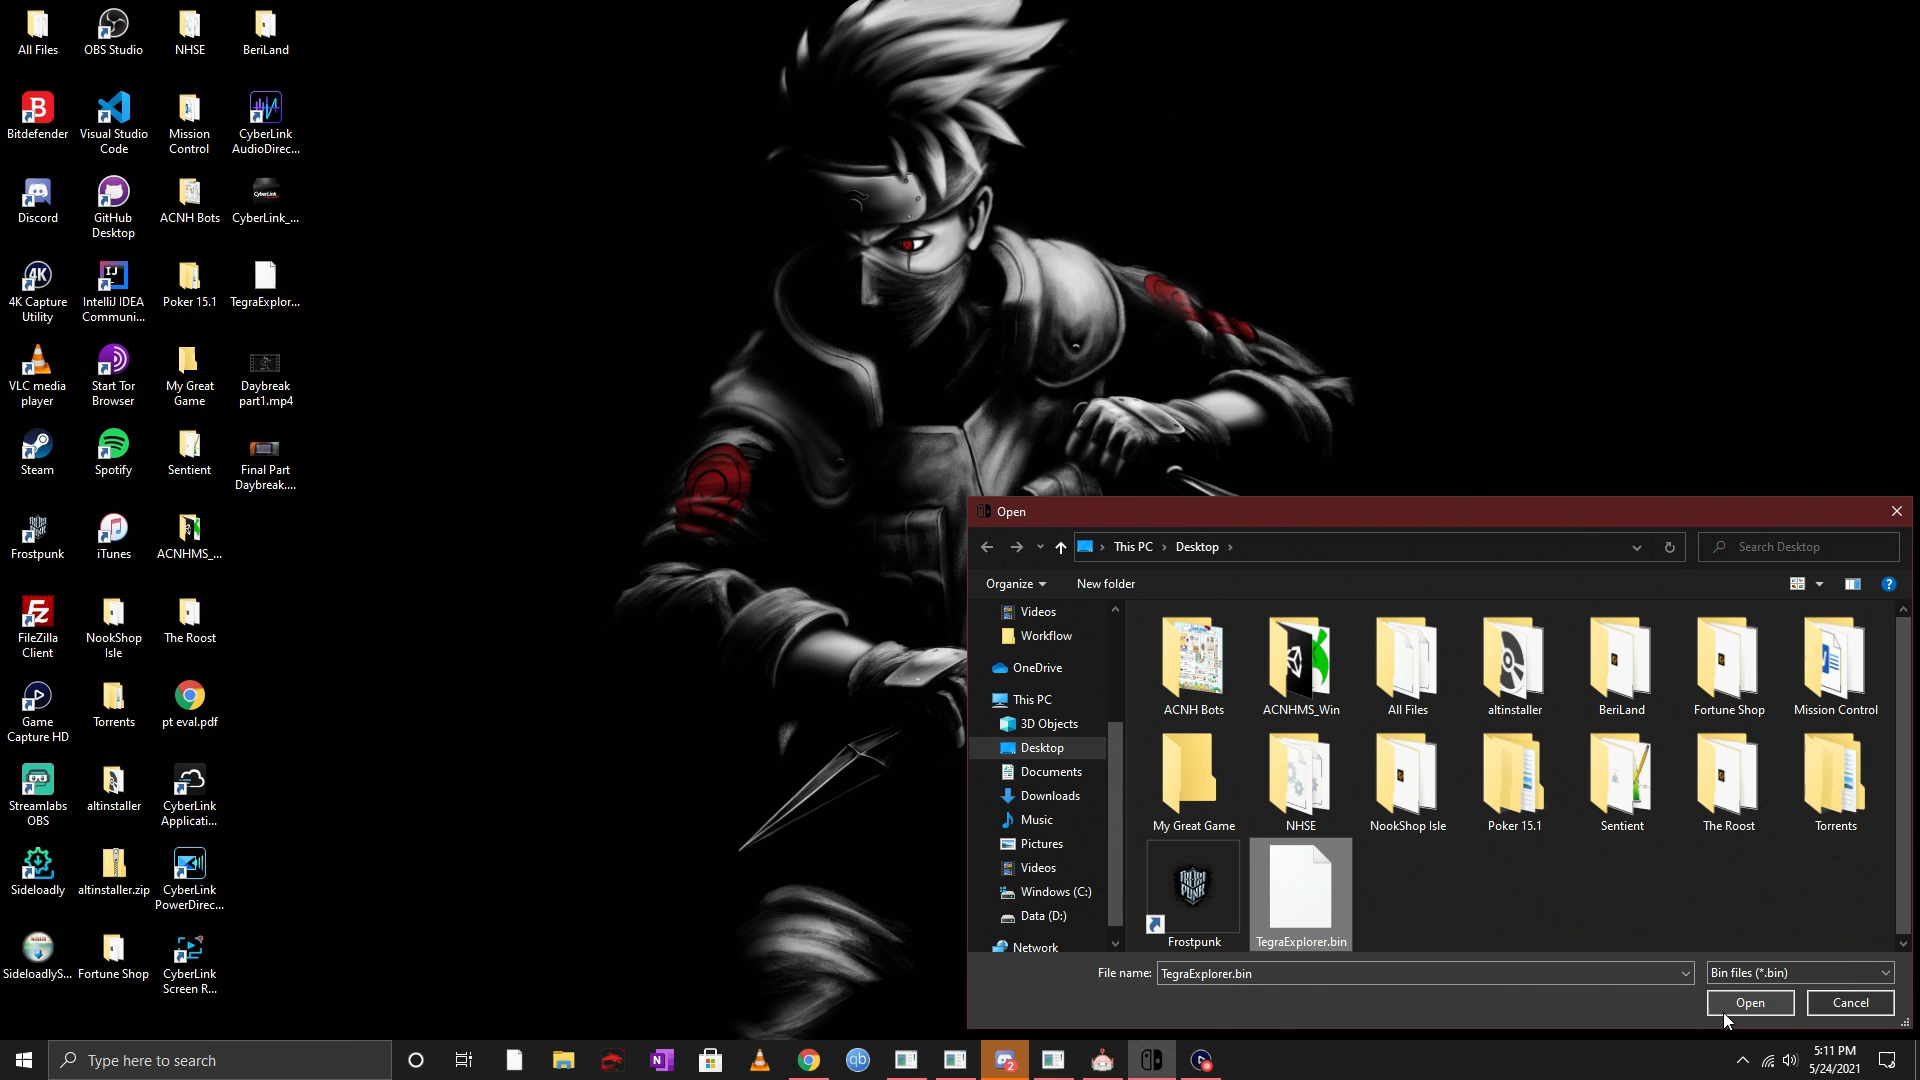 All Files
OBS Studio
NHSE
BeriLand
Bitdefender
Visual Studio
Code
Mission
Control
CyberLink
AudioDirec...
Discord
GitHub
Desktop
ACNH Bots
CyberLink_...
4K Capture
Utility
IntelliJ IDEA
Communi...
Poker 15.1
TegraExplor...
VLC media
player
Start Tor
Browser
My Great
Game
Daybreak
part1.mp4
Steam
Spotify
Sentient
Final Part
Daybreak....
Frostpunk
iTunes
ACNHMS_...
FileZilla
Client
NookShop
Isle
The Roost
Game
Capture HD
Torrents
pt eval.pdf
Streamlabs
OBS
altinstaller
CyberLink
Applicati...
Sideloadly
altinstaller.zip
CyberLink
PowerDirec...
SideloadlyS...
Fortune Shop
CyberLink
Screen R...
Open
This PC
Desktop
Search Desktop
Organize
New folder
Videos
Workflow
OneDrive
This PC
3D Objects
Desktop
Documents
Downloads
Music
Pictures
Videos
Windows (C:)
Data (D:)
Network
ACNH Bots
ACNHMS_Win
All Files
altinstaller
BeriLand
Fortune Shop
Mission Control
My Great Game
NHSE
NookShop Isle
Poker 15.1
Sentient
The Roost
Torrents
Frostpunk
TegraExplorer.bin
File name:
TegraExplorer.bin
Bin files (*.bin)
Open
Cancel
Type here to search
2
5:11 PM
5/24/2021